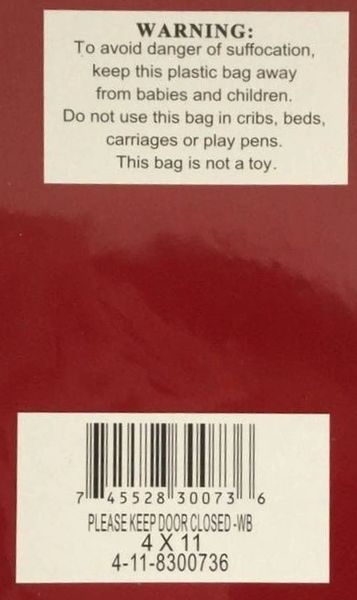 WARNING:
To avoid danger of suffocation,
keep this plastic bag away
from babies and children.
Do not use this bag in cribs, beds,
carriages or play pens.
This bag is not a toy.
7 45528 30073 6
PLEASE KEEP DOOR CLOSED -WB
4 X 11
4-11-8300736